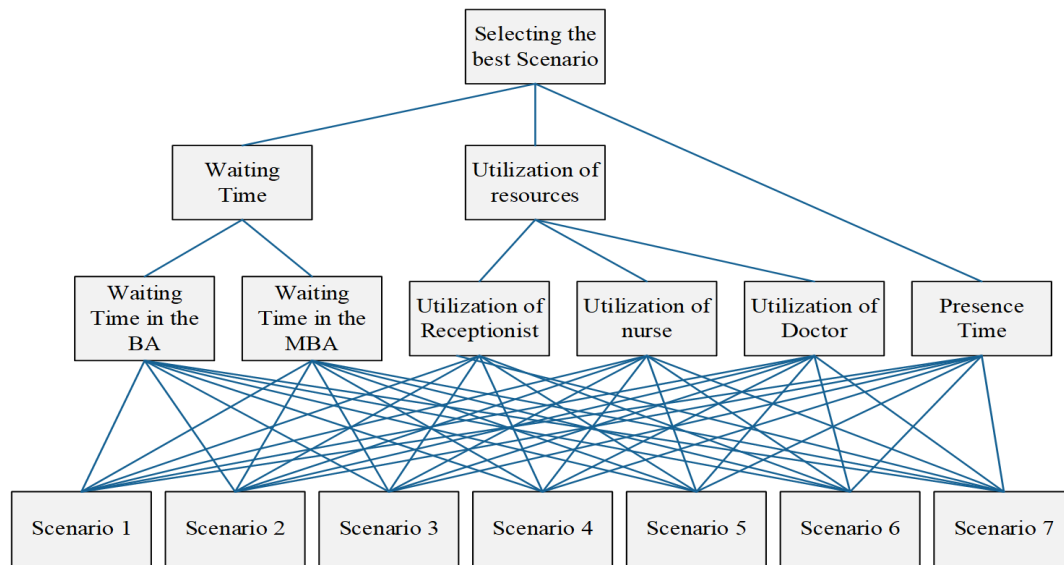 Selecting the
best Scenario
Waiting
Time
Utilization of
resources
Waiting
Time in the
BA
Waiting
Time in the
MBA
Utilization of
Receptionist
Utilization of
nurse
Utilization of
Doctor
Presence
Time
Scenario 1
Scenario 2
Scenario 3
Scenario 4
Scenario 5
Scenario 6
Scenario 7